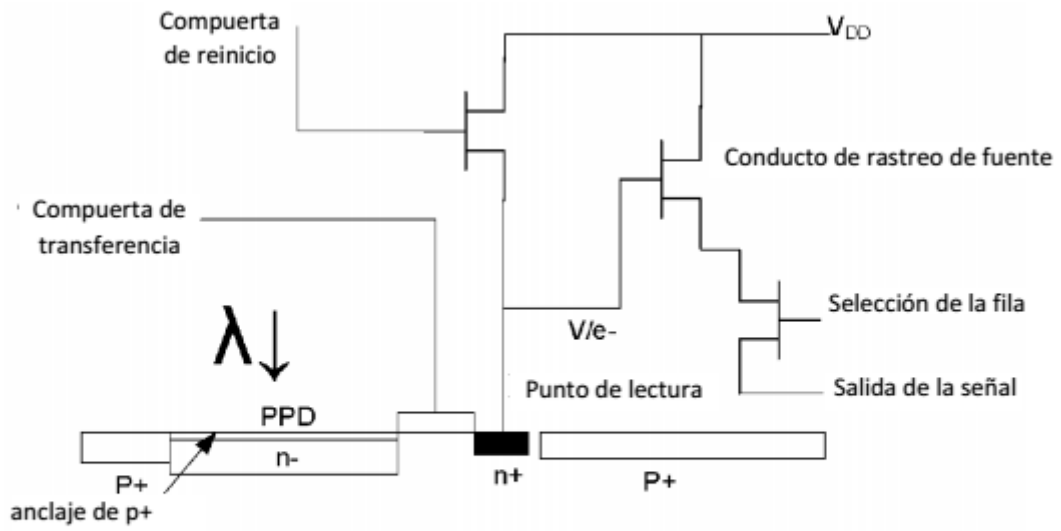 Compuerta
de reinicio
VDD
Conducto de rastreo de fuente
Compuerta de
transferencia
Selección de la fila
λ
V/e-
Punto de lectura
Salida de la señal
PPD
n-
n+
P+
P+
anclaje de p+